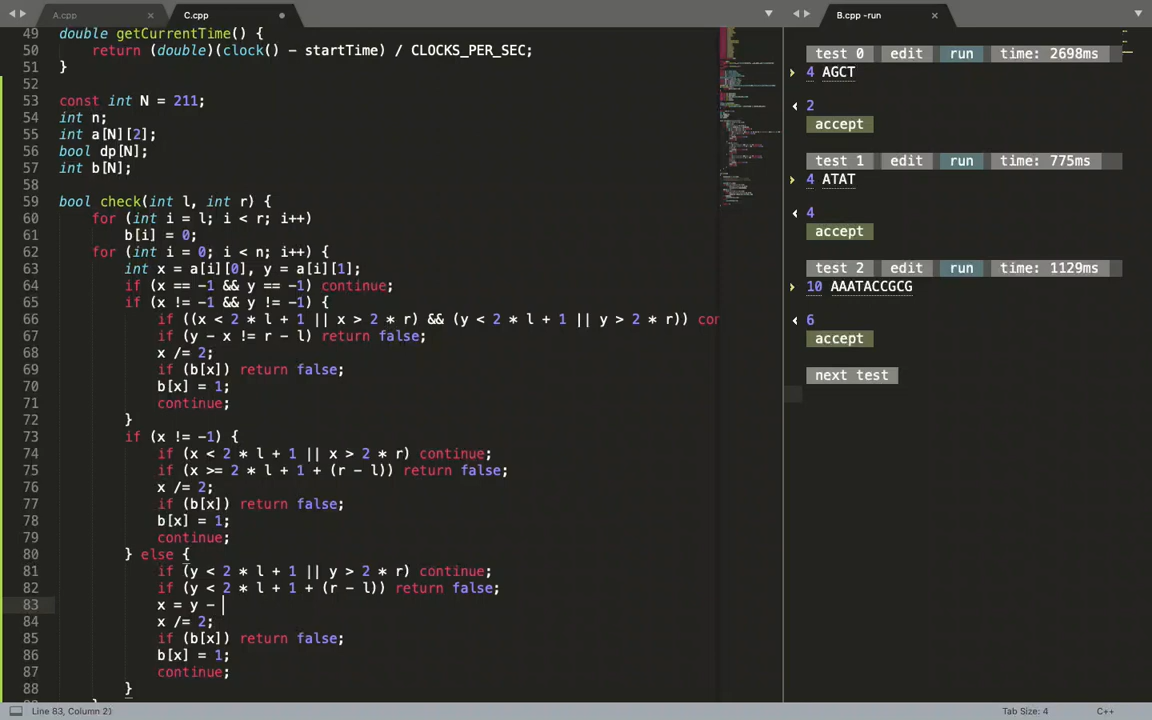 A.cpp × C.cpp
B.cpp -run ×
49 double getCurrentTime() {
50 return (double)(clock() - startTime) / CLOCKS_PER_SEC;
51 }
52
53 const int N = 211;
54 int n;
55 int a[N][2];
56 bool dp[N];
57 int b[N];
58
59 bool check(int l, int r) {
60 for (int i = l; i < r; i++)
61 b[i] = 0;
62 for (int i = 0; i < n; i++) {
63 int x = a[i][0], y = a[i][1];
64 if (x == -1 && y == -1) continue;
65 if (x != -1 && y != -1) {
66 if ((x < 2 * l + 1 || x > 2 * r) && (y < 2 * l + 1 || y > 2 * r)) con
67 if (y - x != r - l) return false;
68 x /= 2;
69 if (b[x]) return false;
70 b[x] = 1;
71 continue;
72 }
73 if (x != -1) {
74 if (x < 2 * l + 1 || x > 2 * r) continue;
75 if (x >= 2 * l + 1 + (r - l)) return false;
76 x /= 2;
77 if (b[x]) return false;
78 b[x] = 1;
79 continue;
80 } else {
81 if (y < 2 * l + 1 || y > 2 * r) continue;
82 if (y < 2 * l + 1 + (r - l)) return false;
83 x = y -
84 x /= 2;
85 if (b[x]) return false;
86 b[x] = 1;
87 continue;
88 }
test 0 edit run time: 2698ms
4 AGCT
2
accept
test 1 edit run time: 775ms
4 ATAT
4
accept
test 2 edit run time: 1129ms
10 AAATACCGCG
6
accept
next test
Line 83, Column 2
Tab Size: 4
C++